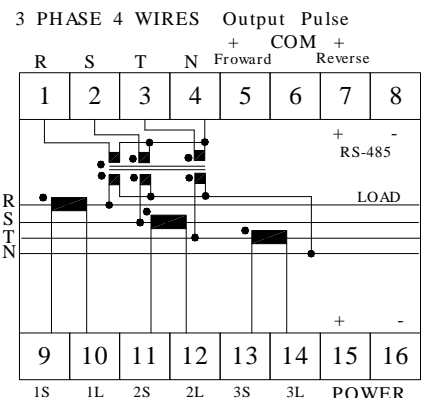 3 PHASE 4 WIRES Output Pulse
+ COM +
R S T N Froward Reverse
1 2 3 4 5 6 7 8
+ -
RS-485
R LOAD
S
T
N
+ -
9 10 11 12 13 14 15 16
1S 1L 2S 2L 3S 3L POWER